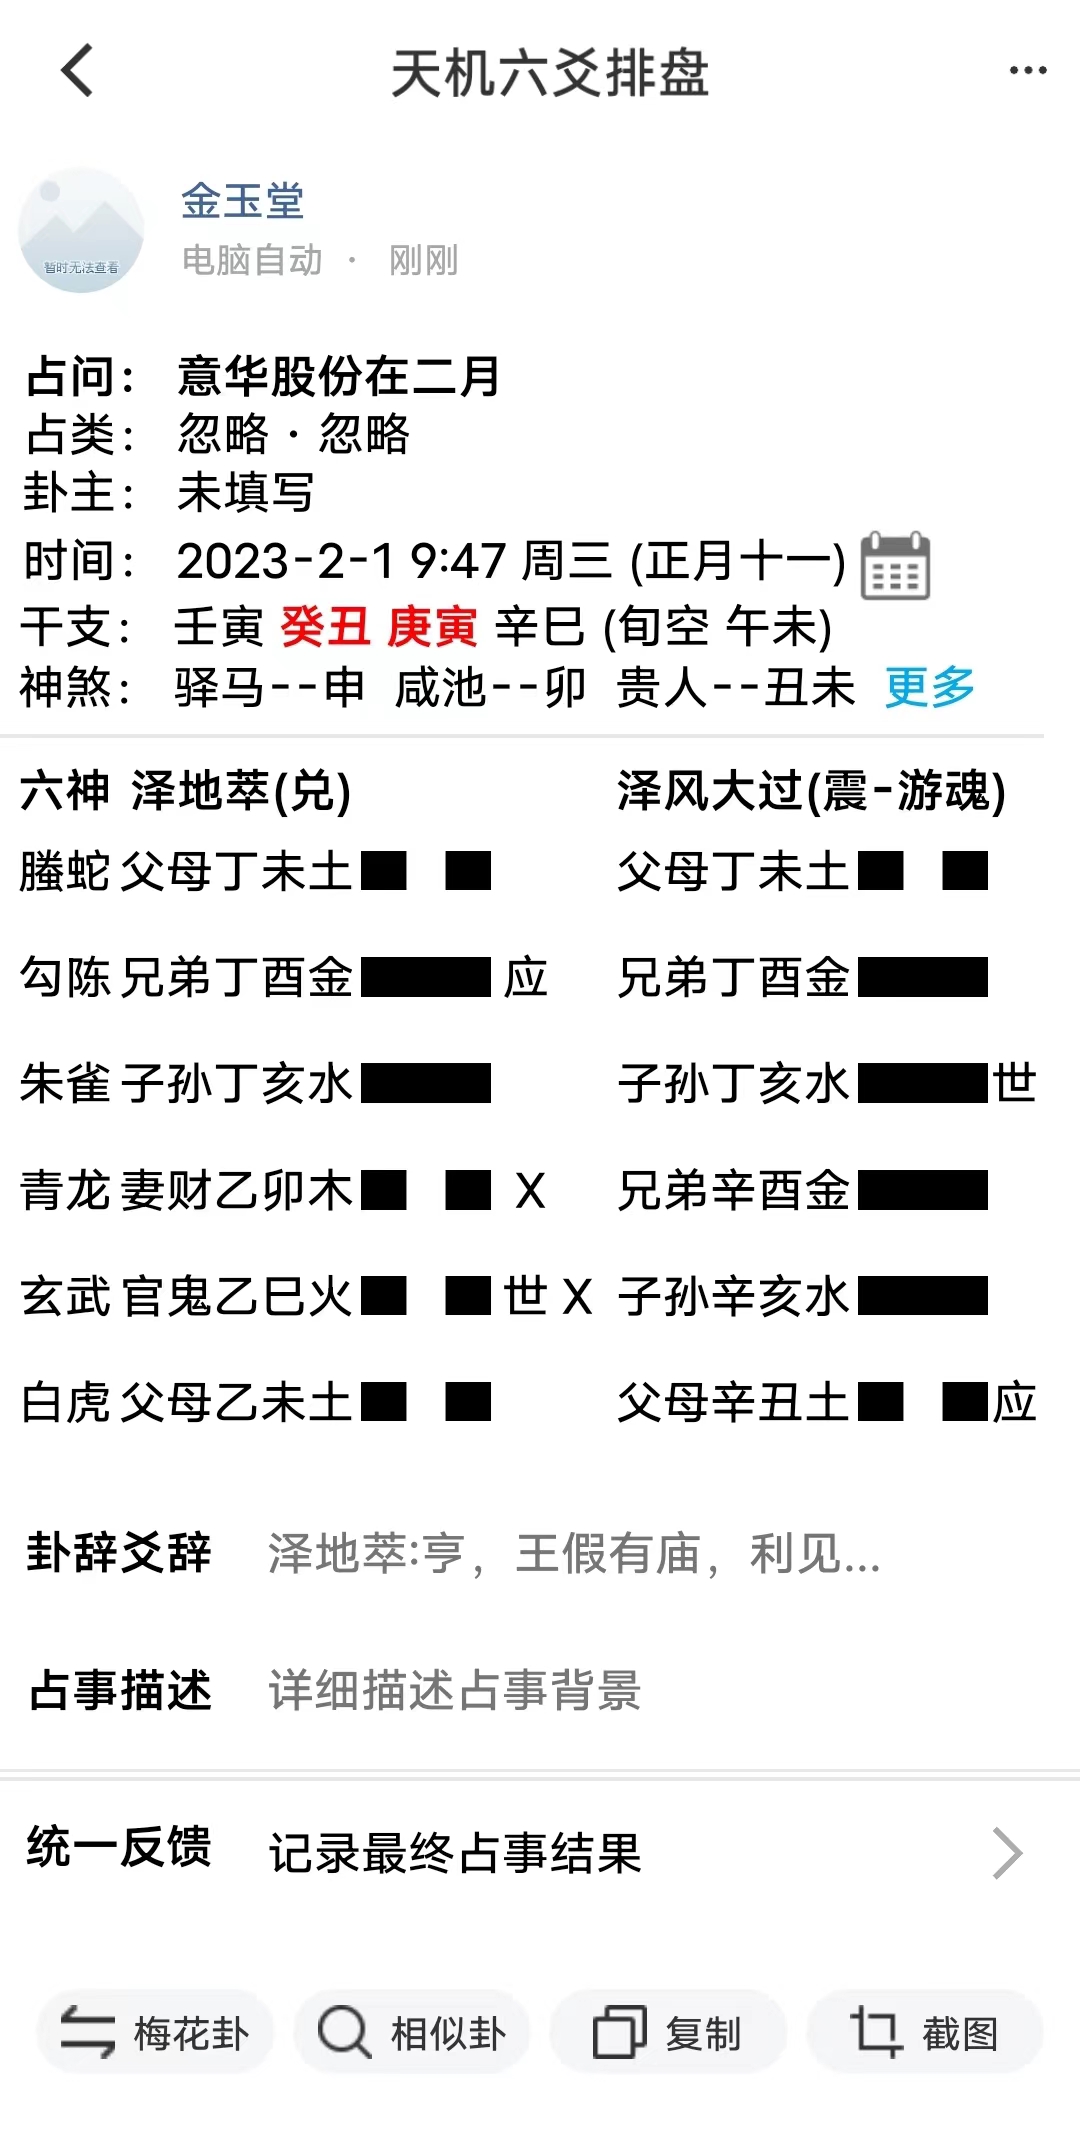 天机六爻排盘
金玉堂
暂时无法查看
电脑自动 · 刚刚
占问： 意华股份在二月
占类： 忽略 · 忽略
卦主： 未填写
时间： 2023-2-1 9:47 周三 (正月十一)
干支： 壬寅 癸丑 庚寅 辛巳 (旬空 午未)
神煞： 驿马--申 咸池--卯 贵人--丑未 更多
六神 泽地萃(兑) 泽风大过(震-游魂)
螣蛇 父母丁未土 父母丁未土
勾陈 兄弟丁酉金 应 兄弟丁酉金
朱雀 子孙丁亥水 子孙丁亥水 世
青龙 妻财乙卯木 X 兄弟辛酉金
玄武 官鬼乙巳火 世 X 子孙辛亥水
白虎 父母乙未土 父母辛丑土 应
卦辞爻辞 泽地萃:亨，王假有庙，利见...
占事描述 详细描述占事背景
统一反馈 记录最终占事结果
梅花卦 相似卦 复制 截图